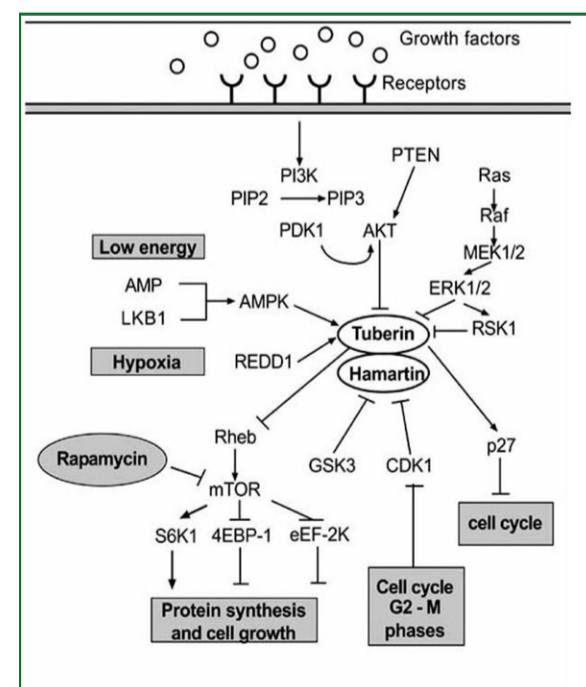 Growth factors
Receptors
PTEN
PI3K
Ras
PIP2
PIP3
Raf
PDK1
AKT
Low energy
MEK1/2
AMP
ERK1/2
AMPK
LKB1
RSK1
Tuberin
Hypoxia
REDD1
Hamartin
Rheb
p27
Rapamycin
GSK3
CDK1
mTOR
S6K1
4EBP-1
eEF-2K
cell cycle
Protein synthesis
and cell growth
Cell cycle
G2 - M
phases